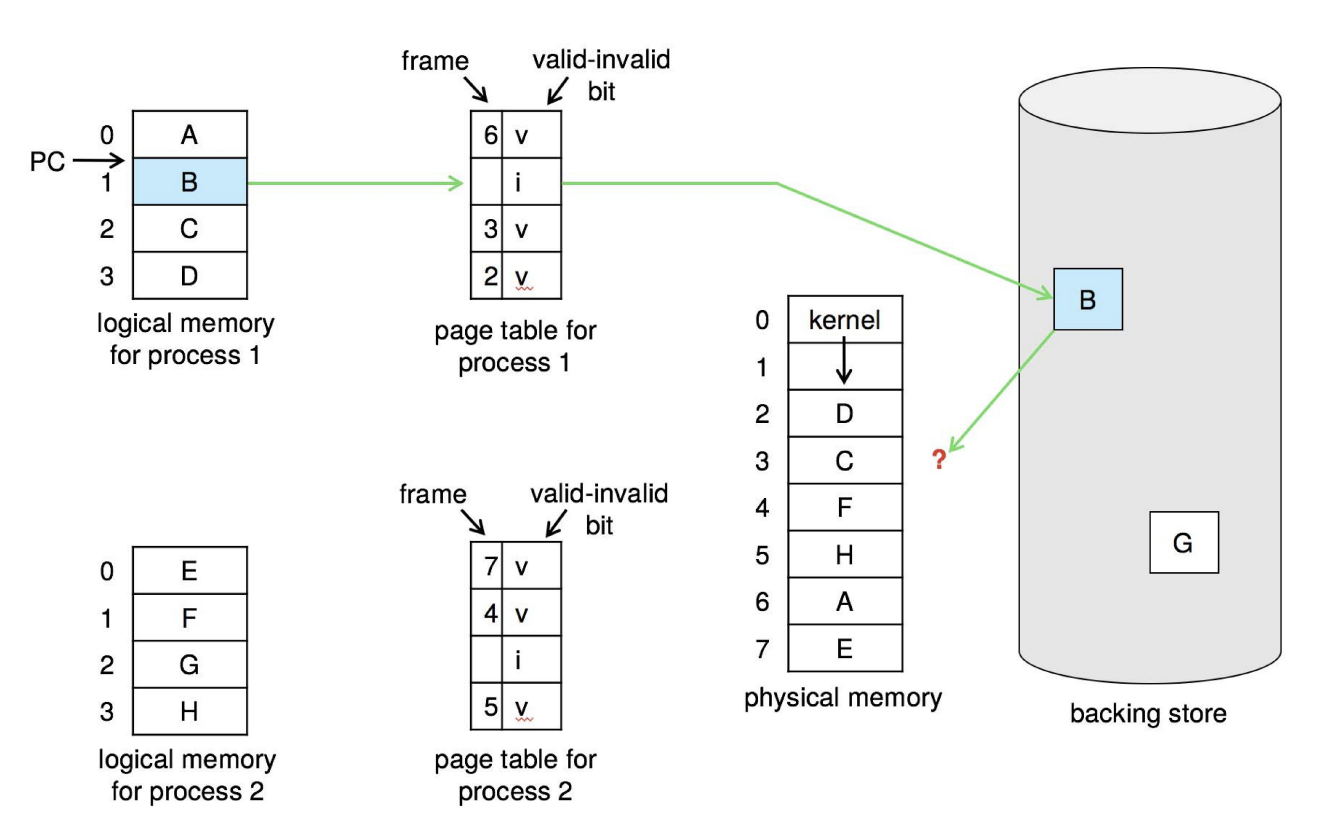 frame
valid-invalid
bit
PC
0 A
1 B
2 C
3 D
logical memory
for process 1
6 v
i
3 v
2 v
page table for
process 1
0 kernel
1
2 D
3 C
4 F
5 H
6 A
7 E
physical memory
?
B
G
backing store
0 E
1 F
2 G
3 H
logical memory
for process 2
frame
valid-invalid
bit
7 v
4 v
i
5 v
page table for
process 2